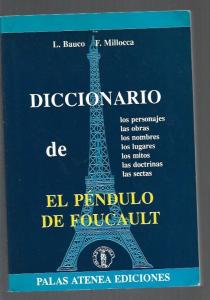 L. Bauco F. Millocca
DICCIONARIO
los personajes
las obras
los nombres
los lugares
los mitos
las doctrinas
las sectas
de
EL PÉNDULO
DE FOUCAULT
PALAS ATENEA EDICIONES